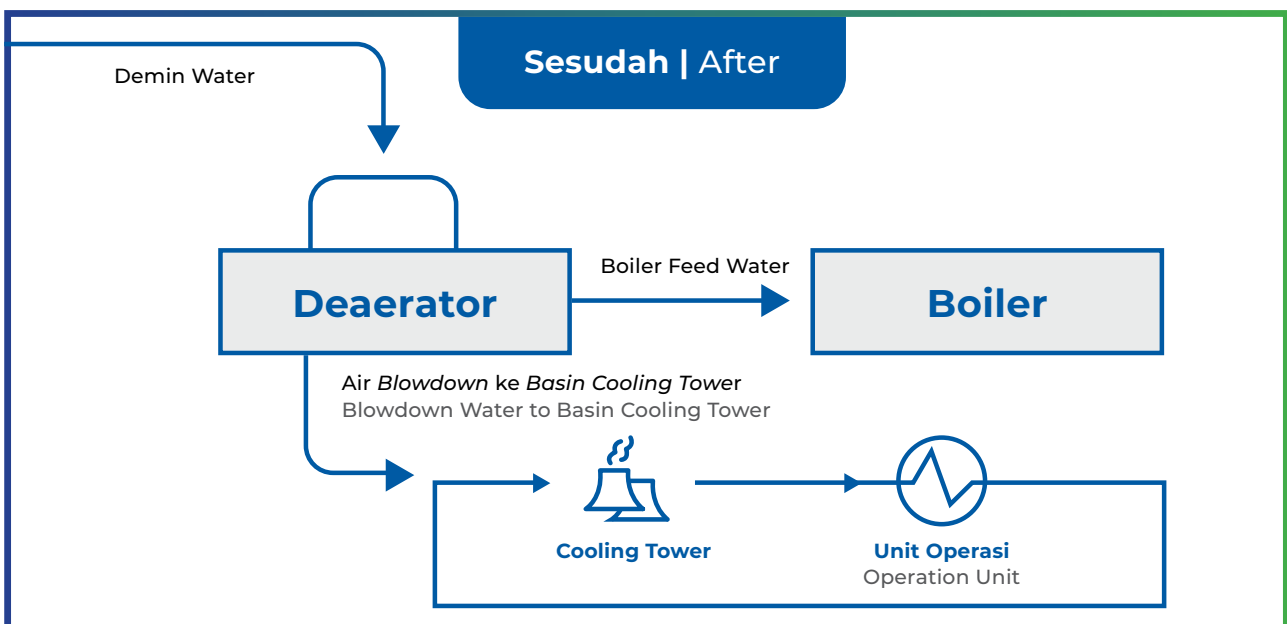 Sesudah | After
Demin Water
Boiler Feed Water
Deaerator
Boiler
Air Blowdown ke Basin Cooling Tower
Blowdown Water to Basin Cooling Tower
Cooling Tower
Unit Operasi
Operation Unit